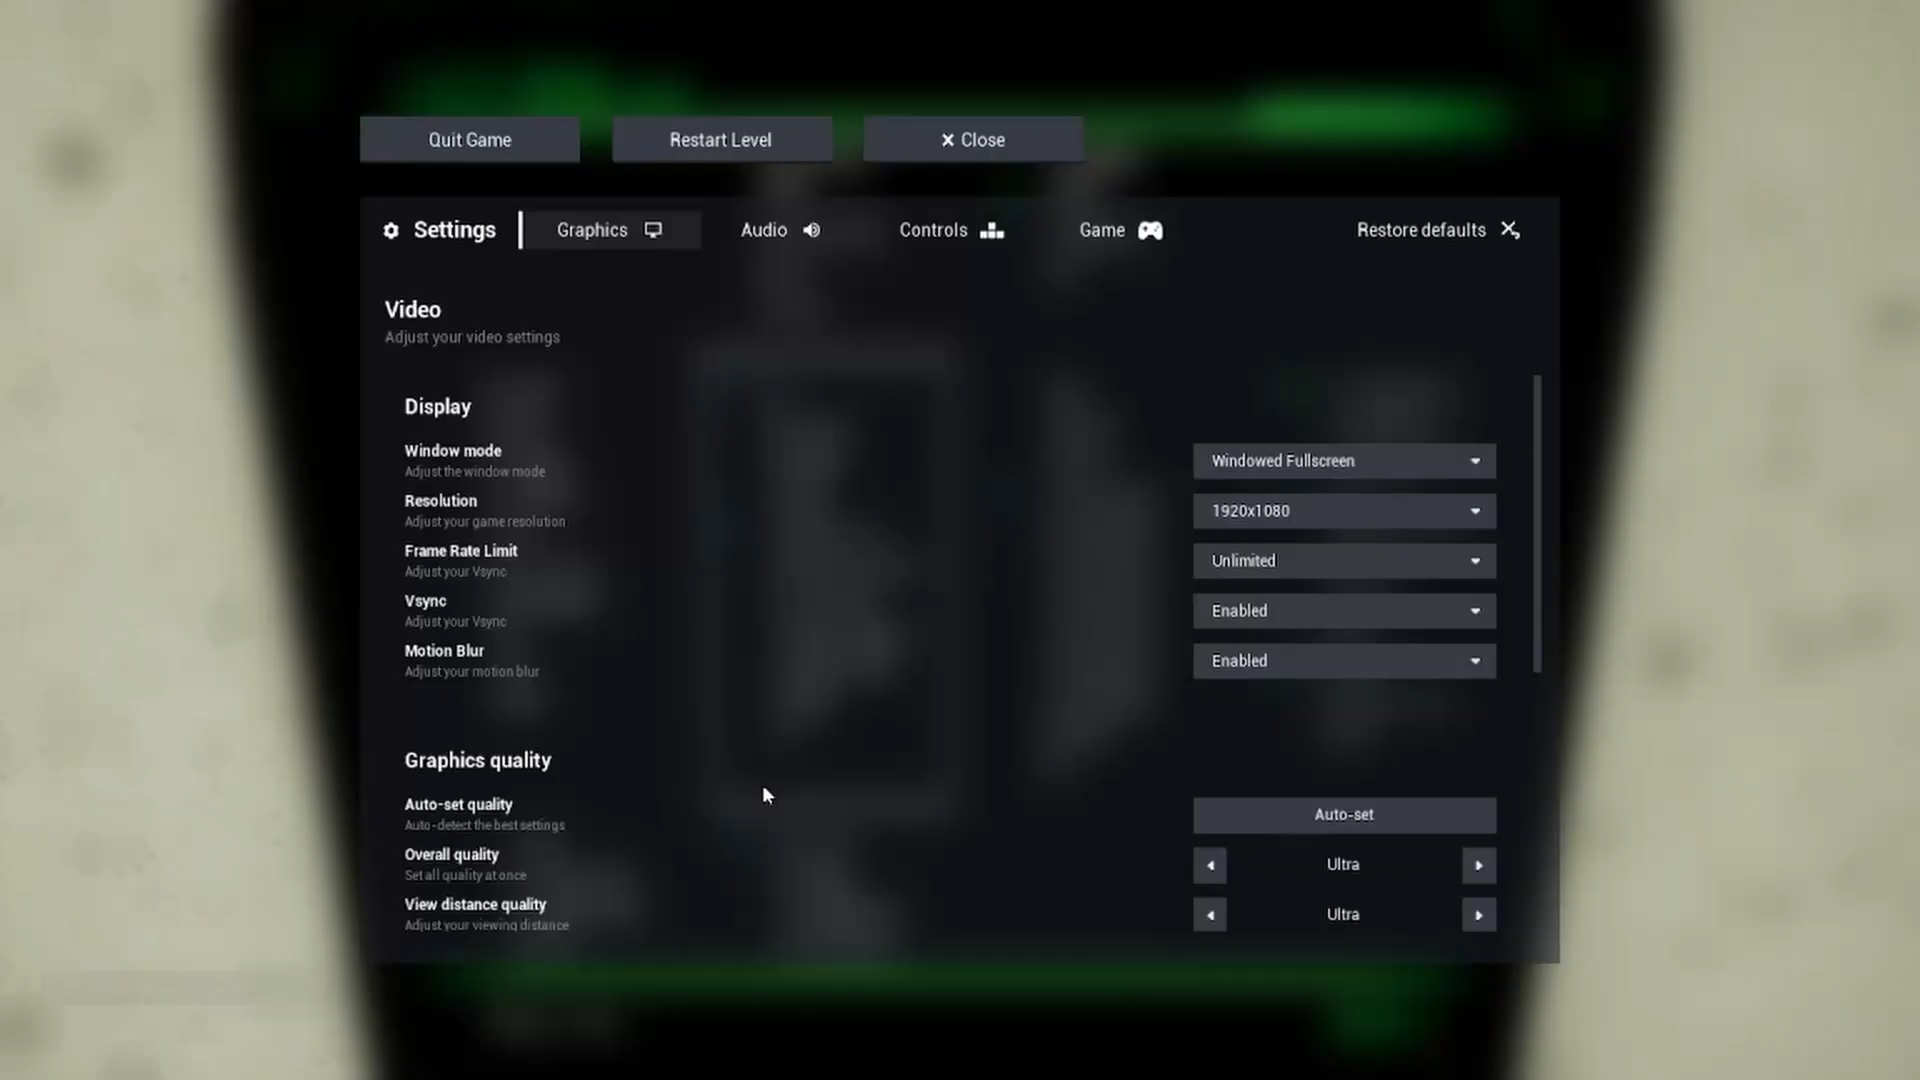 Quit Game
Restart Level
Close
Settings
Graphics
Audio
Controls
Game
Restore defaults
Video
Adjust your video settings
Display
Window mode
Adjust the window mode
Windowed Fullscreen
Resolution
Adjust your game resolution
1920x1080
Frame Rate Limit
Adjust your Vsync
Unlimited
Vsync
Adjust your Vsync
Enabled
Motion Blur
Adjust your motion blur
Enabled
Graphics quality
Auto-set quality
Auto-detect the best settings
Auto-set
Overall quality
Set all quality at once
Ultra
View distance quality
Adjust your viewing distance
Ultra